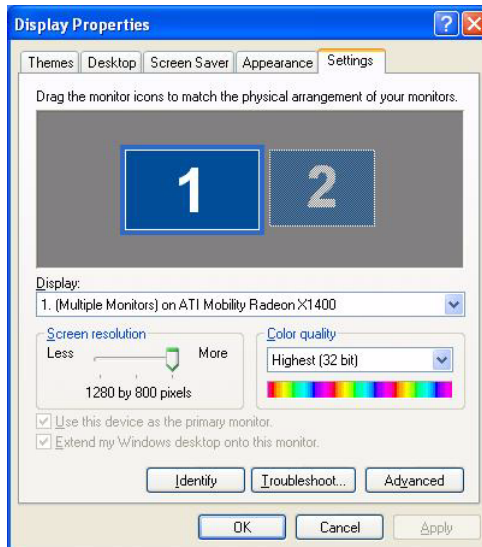 Display Properties
Themes Desktop Screen Saver Appearance Settings
Drag the monitor icons to match the physical arrangement of your monitors.
1 2
Display:
1. (Multiple Monitors) on ATI Mobility Radeon X1400
Screen resolution
Less More
1280 by 800 pixels
Color quality
Highest (32 bit)
Use this device as the primary monitor.
Extend my Windows desktop onto this monitor.
Identify Troubleshoot... Advanced
OK Cancel Apply